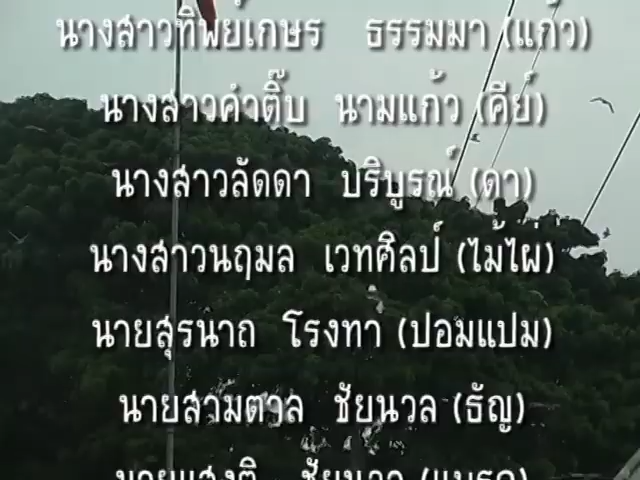 นางสาวทิพย์เกษร ธรรมมา (แก้ว)
นางสาวคำติ๊บ นามแก้ว (คีย์)
นางสาวลัดดา บริบูรณ์ (ดา)
นางสาวนฤมล เวทศิลป์ (ไม้ไผ่)
นายสุรนาถ โรงทา (ปอมแปม)
นายสามตาล ชัยนวล (ธัญ)